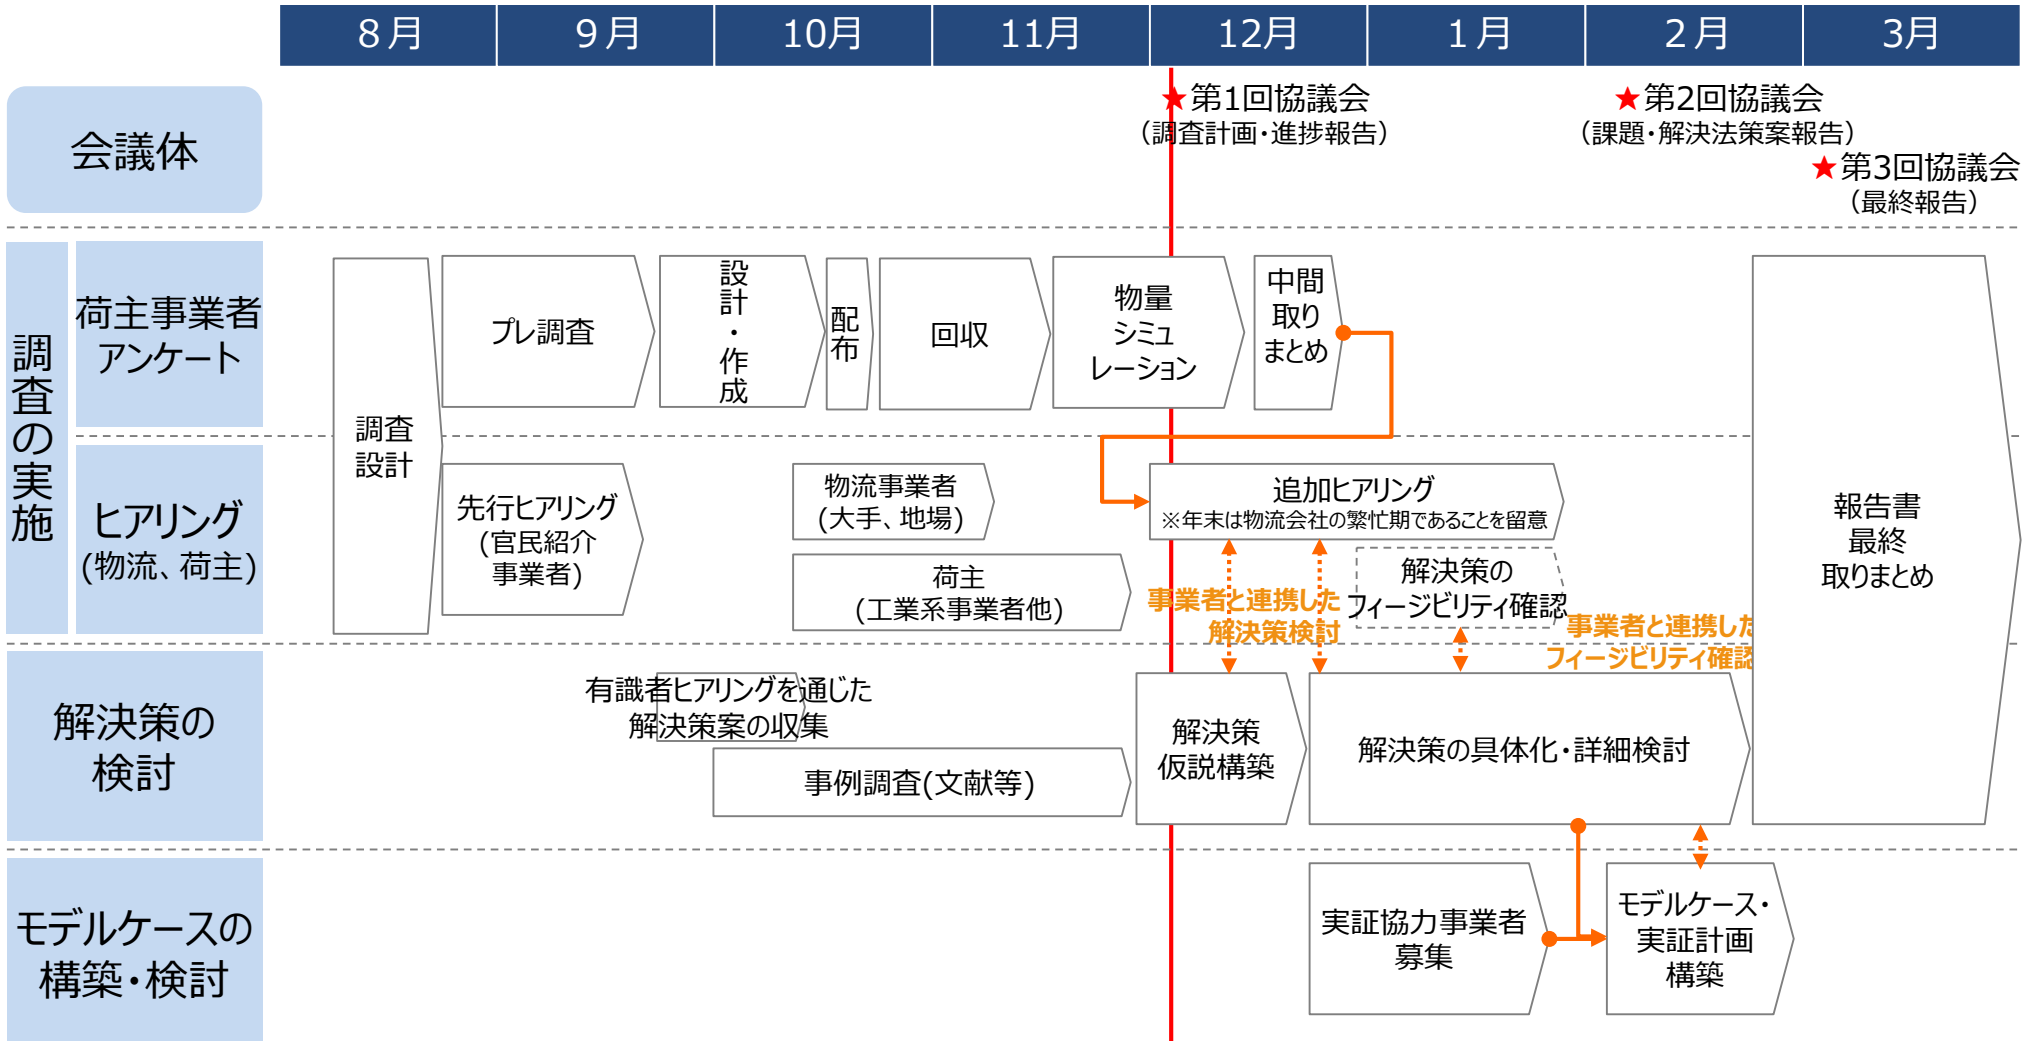 8月
9月
10月
11月
12月
1月
2月
3月
会議体
★第1回協議会
(調査計画・進捗報告)
★第2回協議会
(課題・解決法策案報告)
★第3回協議会
(最終報告)
調査の実施
荷主事業者
アンケート
調査
設計
プレ調査
設計・作成
配布
回収
物量
シミュ
レーション
中間
取り
まとめ
ヒアリング
(物流、荷主)
先行ヒアリング
(官民紹介
事業者)
物流事業者
(大手、地場)
荷主
(工業系事業者他)
追加ヒアリング
※年末は物流会社の繁忙期であることを留意
事業者と連携した
解決策検討
解決策の
フィージビリティ確認
事業者と連携した
フィージビリティ確認
報告書
最終
取りまとめ
解決策の
検討
有識者ヒアリングを通じた
解決策案の収集
事例調査(文献等)
解決策
仮説構築
解決策の具体化・詳細検討
モデルケースの
構築・検討
実証協力事業者
募集
モデルケース・
実証計画
構築